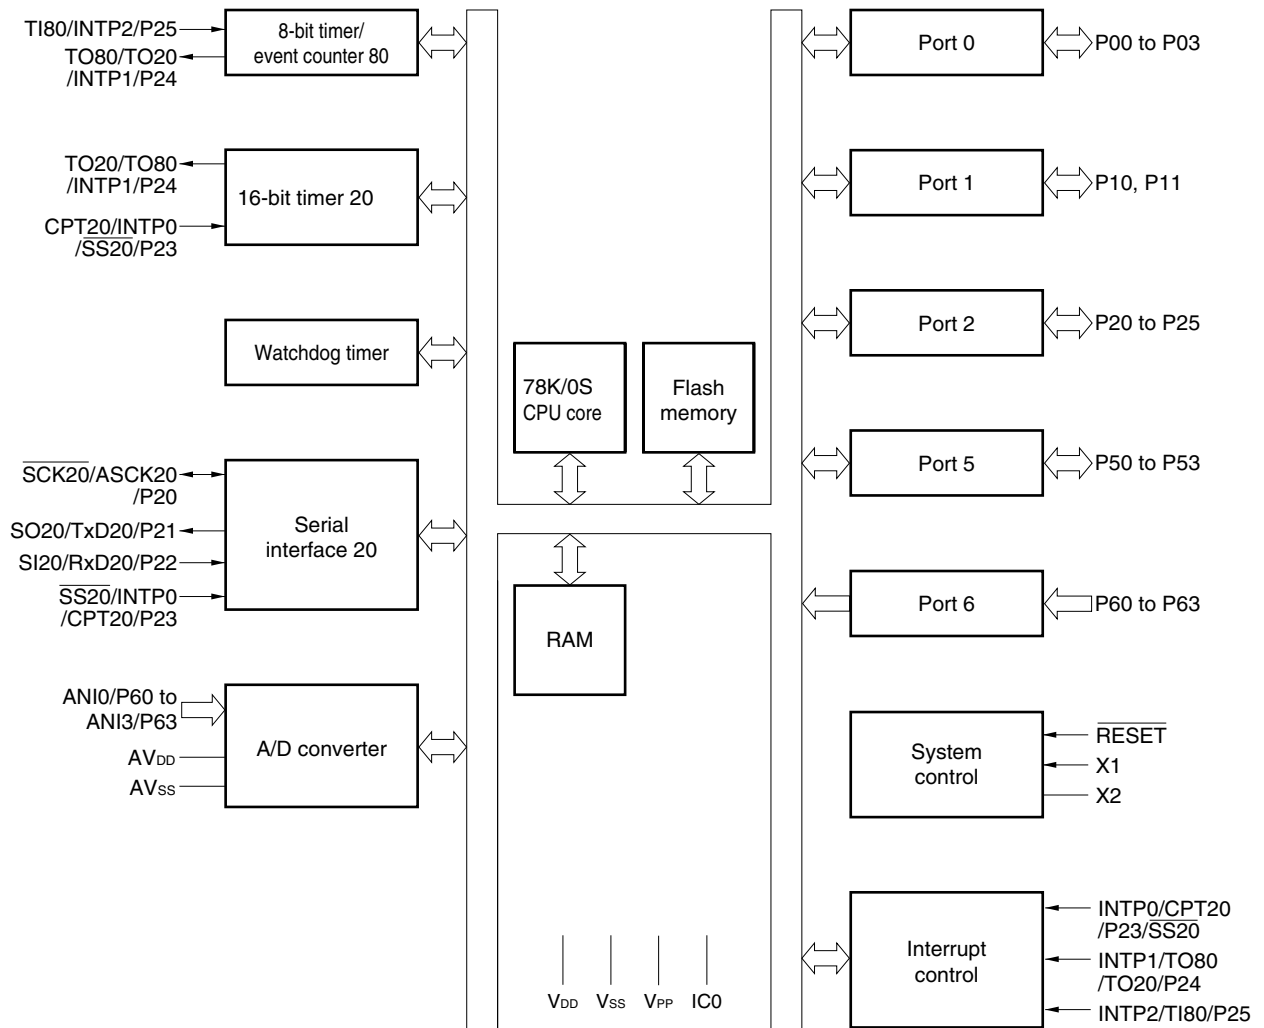 TI80/INTP2/P25
TO80/TO20
/INTP1/P24
8-bit timer/
event counter 80
TO20/TO80
/INTP1/P24
CPT20/INTP0
/SS20/P23
16-bit timer 20
Watchdog timer
SCK20/ASCK20
/P20
SO20/TxD20/P21
SI20/RxD20/P22
SS20/INTP0
/CPT20/P23
Serial
interface 20
ANI0/P60 to
ANI3/P63
AVDD
AVSS
A/D converter
78K/0S
CPU core
Flash
memory
RAM
VDD
VSS
VPP
IC0
Port 0
P00 to P03
Port 1
P10, P11
Port 2
P20 to P25
Port 5
P50 to P53
Port 6
P60 to P63
System
control
RESET
X1
X2
Interrupt
control
INTP0/CPT20
/P23/SS20
INTP1/TO80
/TO20/P24
INTP2/TI80/P25